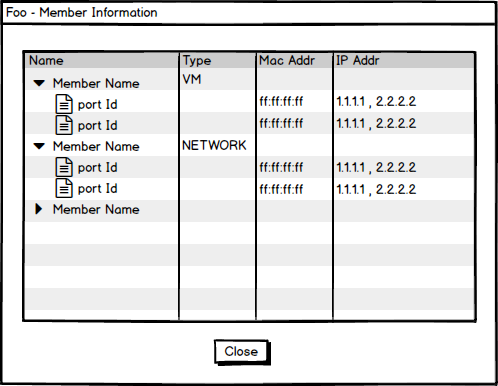 Foo - Member Information
Name Type Mac Addr IP Addr
Member Name VM
port Id ff:ff:ff:ff 1.1.1.1 , 2.2.2.2
port Id ff:ff:ff:ff 1.1.1.1 , 2.2.2.2
Member Name NETWORK
port Id ff:ff:ff:ff 1.1.1.1 , 2.2.2.2
port Id ff:ff:ff:ff 1.1.1.1 , 2.2.2.2
Member Name
Close